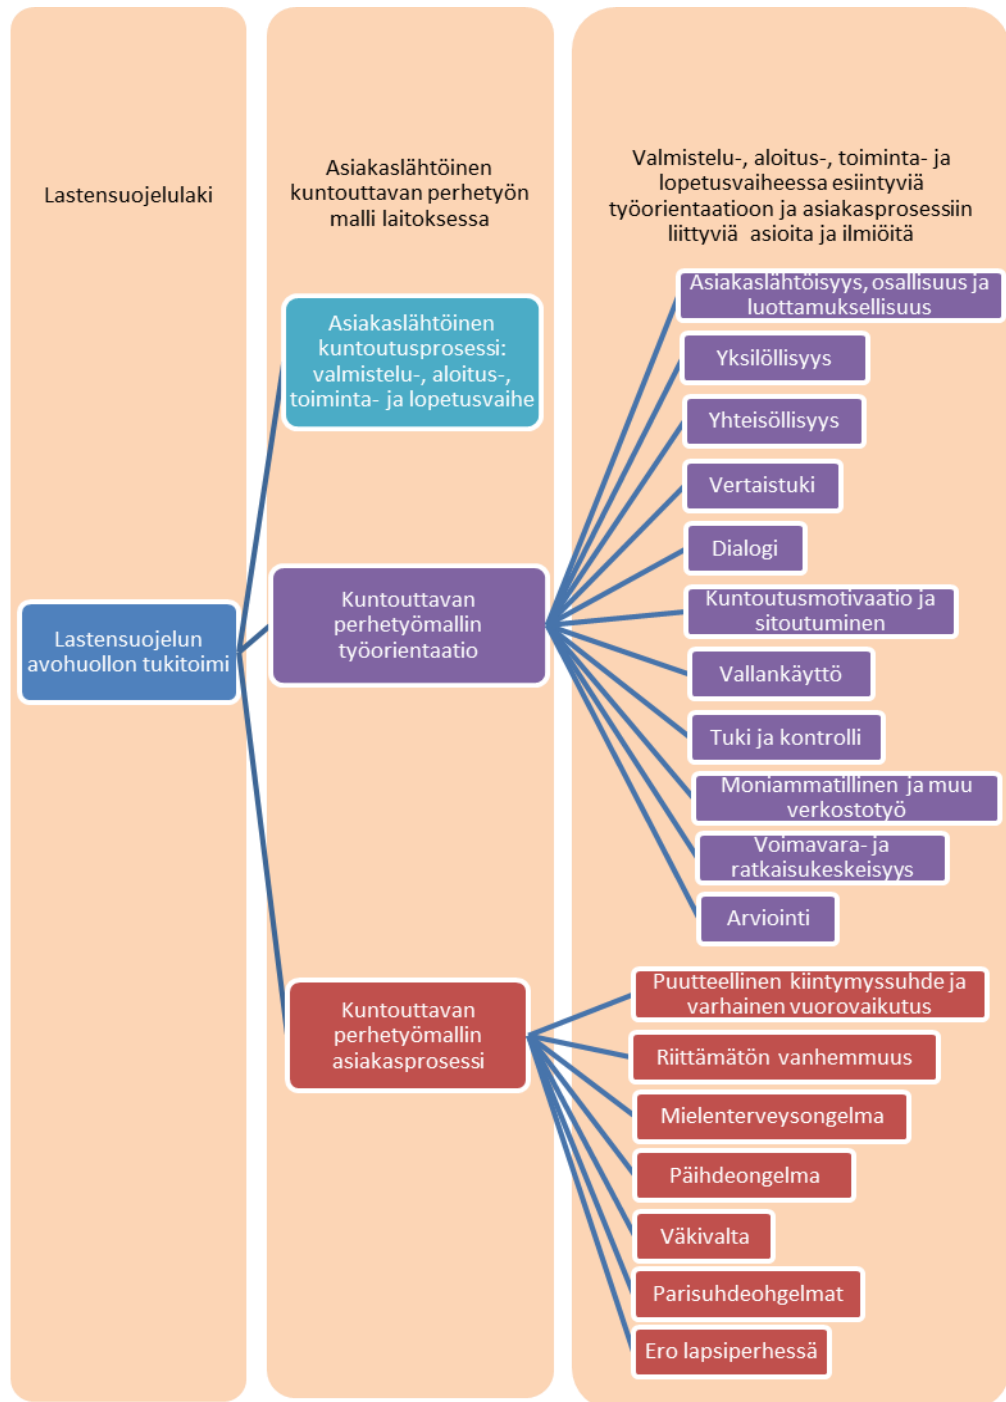 Lastensuojelulaki
Asiakaslähtöinen
kuntouttavan perhetyön
malli laitoksessa
Valmistelu-, aloitus-, toiminta- ja
lopetusvaiheessa esiintyviä
työorientaatioon ja asiakasprosessiin
liittyviä asioita ja ilmiöitä
Lastensuojelun
avohuollon tukitoimi
Asiakaslähtöinen
kuntoutusprosessi:
valmistelu-, aloitus-,
toiminta- ja lopetusvaihe
Kuntouttavan
perhetyömallin
työorientaatio
Asiakaslähtöisyys, osallisuus ja
luottamuksellisuus
Yksilöllisyys
Yhteisöllisyys
Vertaistuki
Dialogi
Kuntoutusmotivaatio ja
sitoutuminen
Vallankäyttö
Tuki ja kontrolli
Moniammatillinen ja muu
verkostotyö
Voimavara- ja
ratkaisukeskeisyys
Arviointi
Kuntouttavan
perhetyömallin
asiakasprosessi
Puutteellinen kiintymyssuhde ja
varhainen vuorovaikutus
Riittämätön vanhemmuus
Mielenterveysongelma
Päihdeongelma
Väkivalta
Parisuhdeohgelmat
Ero lapsiperhessä